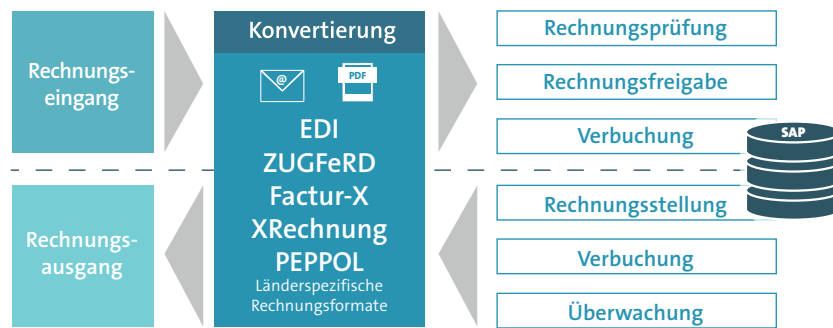 Rechnungs-
eingang
Konvertierung
@
PDF
EDI
ZUGFeRD
Factur-X
XRechnung
PEPPOL
Länderspezifische
Rechnungsformate
Rechnungsprüfung
Rechnungsfreigabe
Verbuchung
SAP
Rechnungs-
ausgang
Rechnungsstellung
Verbuchung
Überwachung